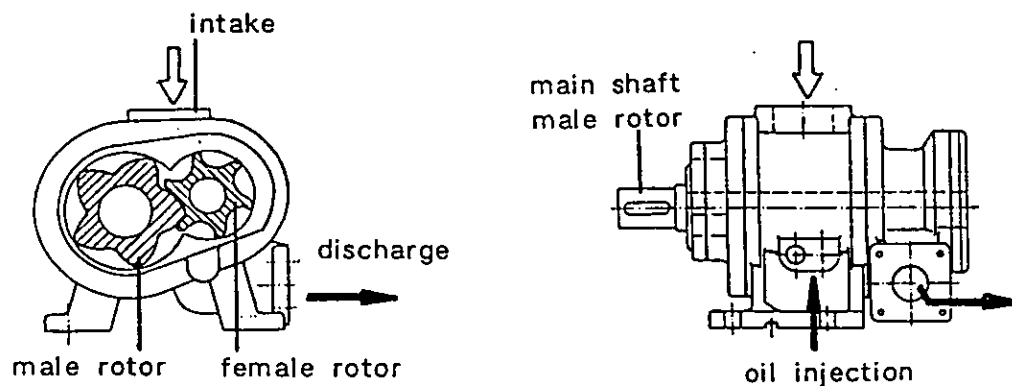 intake
main shaft
male rotor
discharge
male rotor
female rotor
oil injection